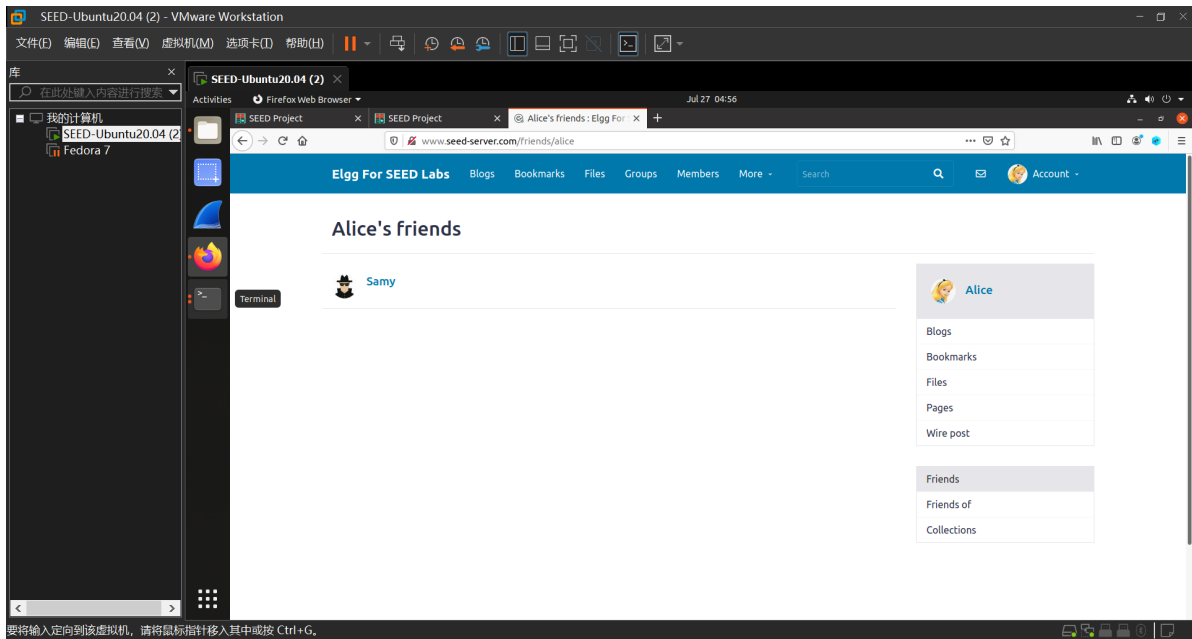 SEED-Ubuntu20.04 (2) - VMware Workstation
文件(F) 编辑(E) 查看(V) 虚拟机(M) 选项卡(T) 帮助(H)
库
在此处键入内容进行搜索
我的计算机
SEED-Ubuntu20.04 (2)
Fedora 7
SEED-Ubuntu20.04 (2)
Activities Firefox Web Browser Jul 27 04:56
SEED Project SEED Project Alice's friends : Elgg For
www.seed-server.com/friends/alice
Elgg For SEED Labs Blogs Bookmarks Files Groups Members More Search Account
Alice's friends
Samy
Terminal
Alice
Blogs
Bookmarks
Files
Pages
Wire post
Friends
Friends of
Collections
要将输入定向到该虚拟机，请将鼠标指针移入其中或按 Ctrl+G。